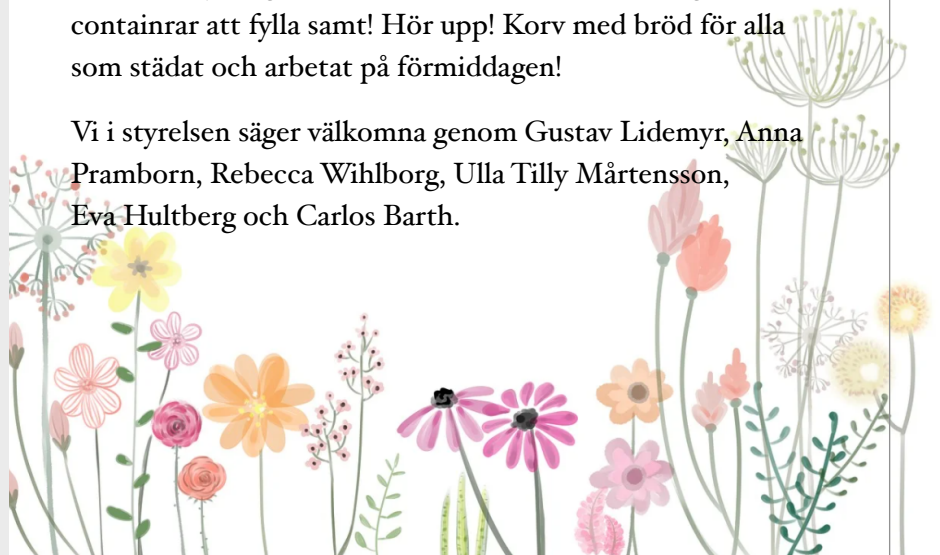 containrar att fylla samt! Hör upp! Korv med bröd för alla
som städat och arbetat på förmiddagen!
Vi i styrelsen säger välkomna genom Gustav Lidemyr, Anna
Pramborn, Rebecca Wihlborg, Ulla Tilly Mårtensson,
Eva Hultberg och Carlos Barth.